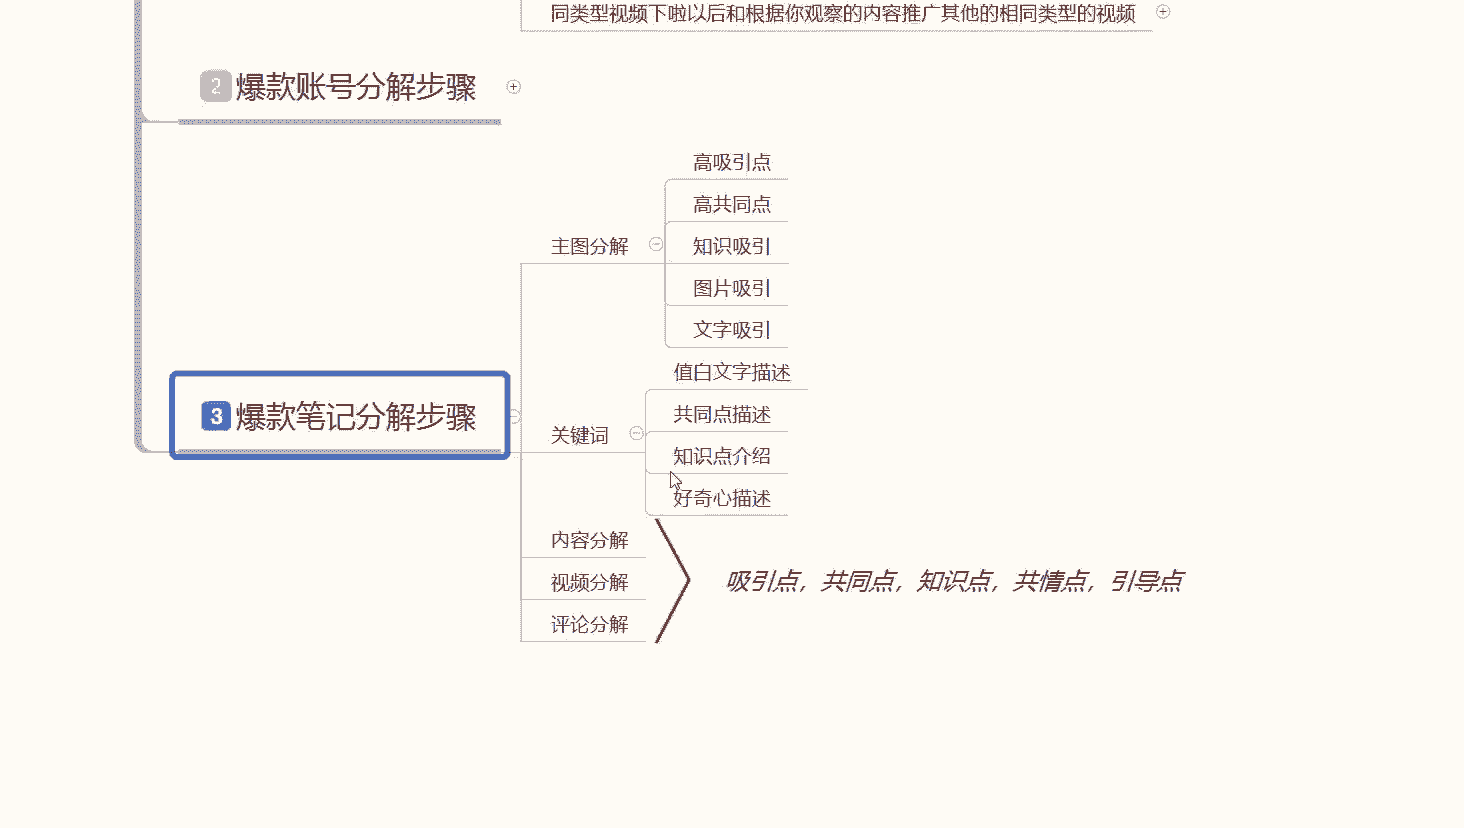 同类型视频下啦以后和根据你观察的内容推广其他的相同类型的视频
2 爆款账号分解步骤
3 爆款笔记分解步骤
主图分解
高吸引点
高共同点
知识吸引
图片吸引
文字吸引
关键词
值白文字描述
共同点描述
知识点介绍
好奇心描述
内容分解
视频分解
评论分解
吸引点，共同点，知识点，共情点，引导点